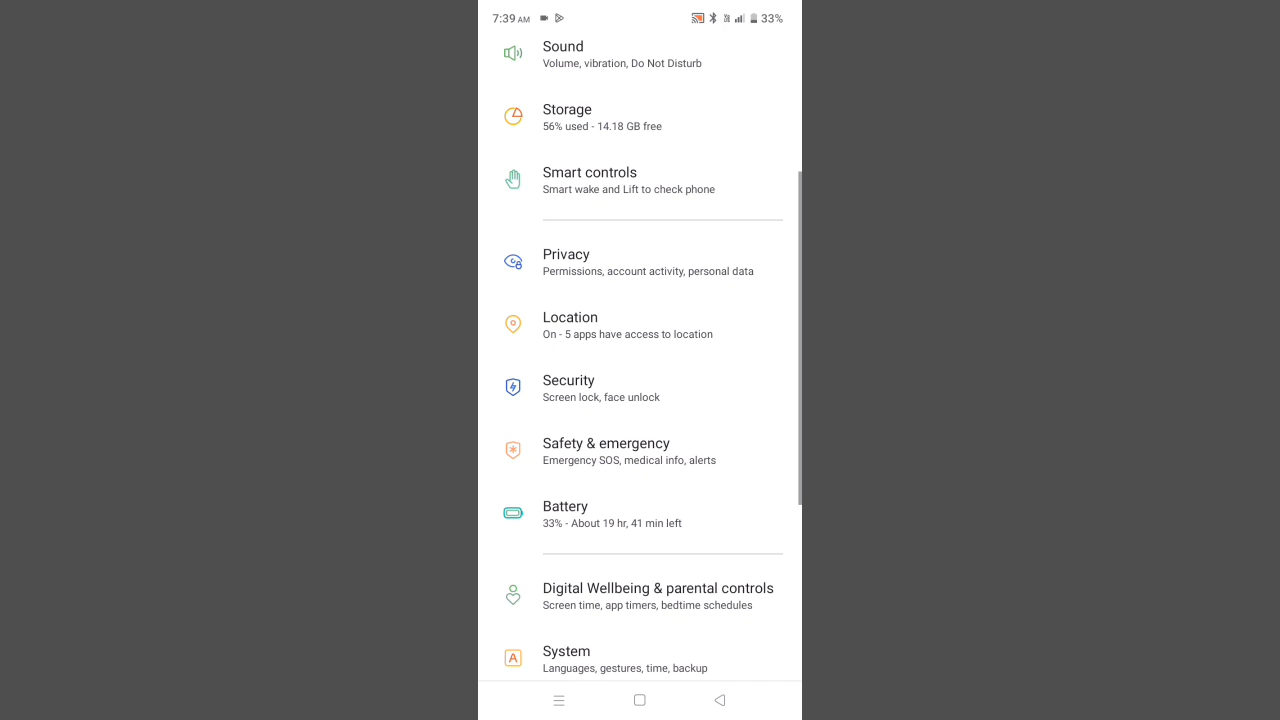 7:39 AM 33%
Sound
Volume, vibration, Do Not Disturb
Storage
56% used - 14.18 GB free
Smart controls
Smart wake and Lift to check phone
Privacy
Permissions, account activity, personal data
Location
On - 5 apps have access to location
Security
Screen lock, face unlock
Safety & emergency
Emergency SOS, medical info, alerts
Battery
33% - About 19 hr, 41 min left
Digital Wellbeing & parental controls
Screen time, app timers, bedtime schedules
System
Languages, gestures, time, backup